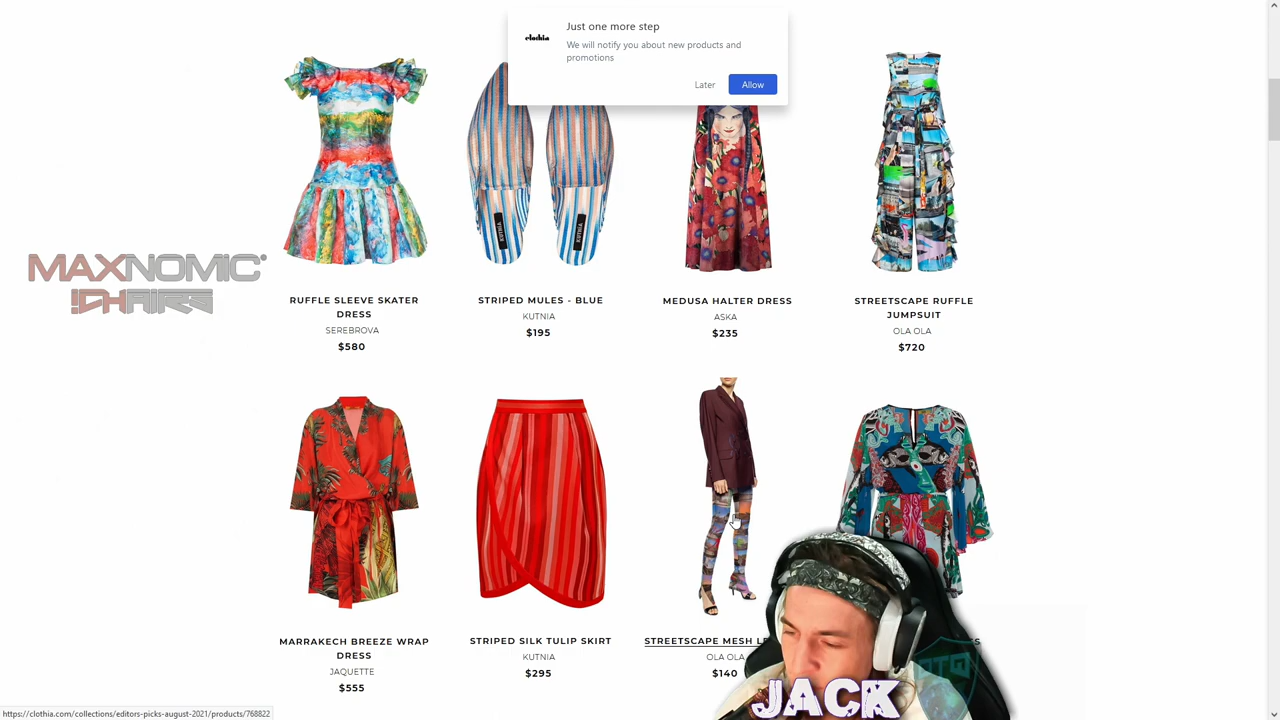 Just one more step
clothia
We will notify you about new products and
promotions
Later
Allow
MAXNOMIC®
CHAIRS
KUTNIA
KUTNIA
RUFFLE SLEEVE SKATER
DRESS
SEREBROVA
$580
STRIPED MULES - BLUE
KUTNIA
$195
MEDUSA HALTER DRESS
ASKA
$235
STREETSCAPE RUFFLE
JUMPSUIT
OLA OLA
$720
MARRAKECH BREEZE WRAP
DRESS
JAQUETTE
$555
STRIPED SILK TULIP SKIRT
KUTNIA
$295
STREETSCAPE MESH
OLA OLA
$140
JACK
https://clothia.com/collections/editors-picks-august-2021/products/768822